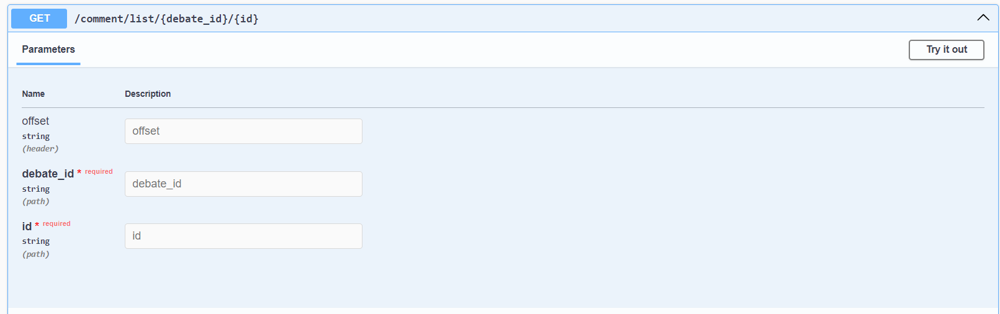 GET /comment/list/{debate_id}/{id}
Parameters
Try it out
Name Description
offset
string
(header)
offset
debate_id * required
string
(path)
debate_id
id * required
string
(path)
id